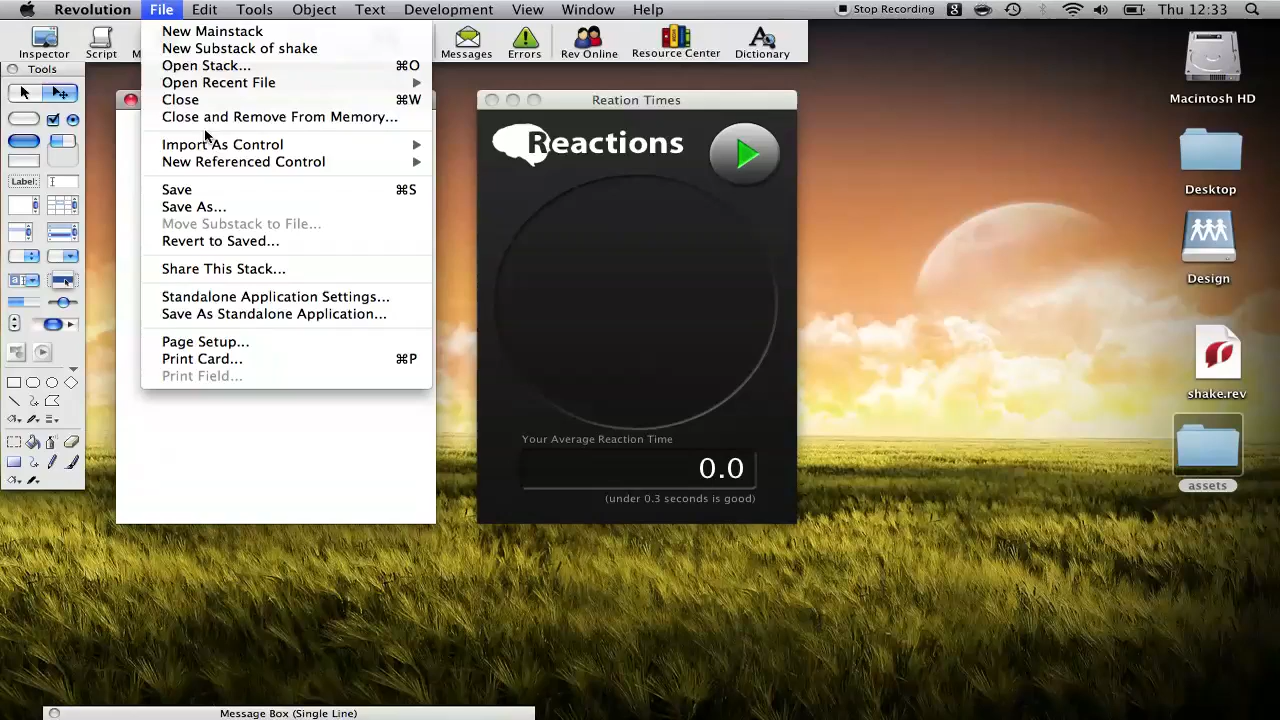 Revolution File Edit Tools Object Text Development View Window Help Stop Recording Thu 12:33
Inspector Script M Messages Errors Rev Online Resource Center Dictionary
Tools
Label:
New Mainstack
New Substack of shake
Open Stack... ⌘O
Open Recent File
Close ⌘W
Close and Remove From Memory...
Import As Control
New Referenced Control
Save ⌘S
Save As...
Move Substack to File...
Revert to Saved...
Share This Stack...
Standalone Application Settings...
Save As Standalone Application...
Page Setup...
Print Card... ⌘P
Print Field...
Reation Times
Reactions
Your Average Reaction Time
0.0
(under 0.3 seconds is good)
Macintosh HD
Desktop
Design
shake.rev
assets
Message Box (Single Line)